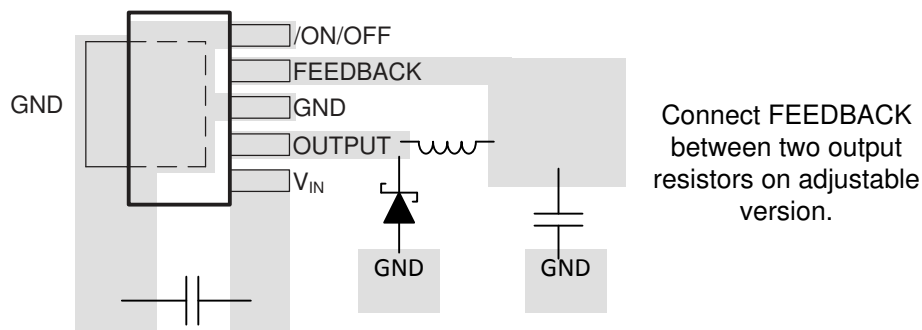 /ON/OFF
FEEDBACK
GND
GND
OUTPUT
VIN
GND
GND
Connect FEEDBACK
between two output
resistors on adjustable
version.